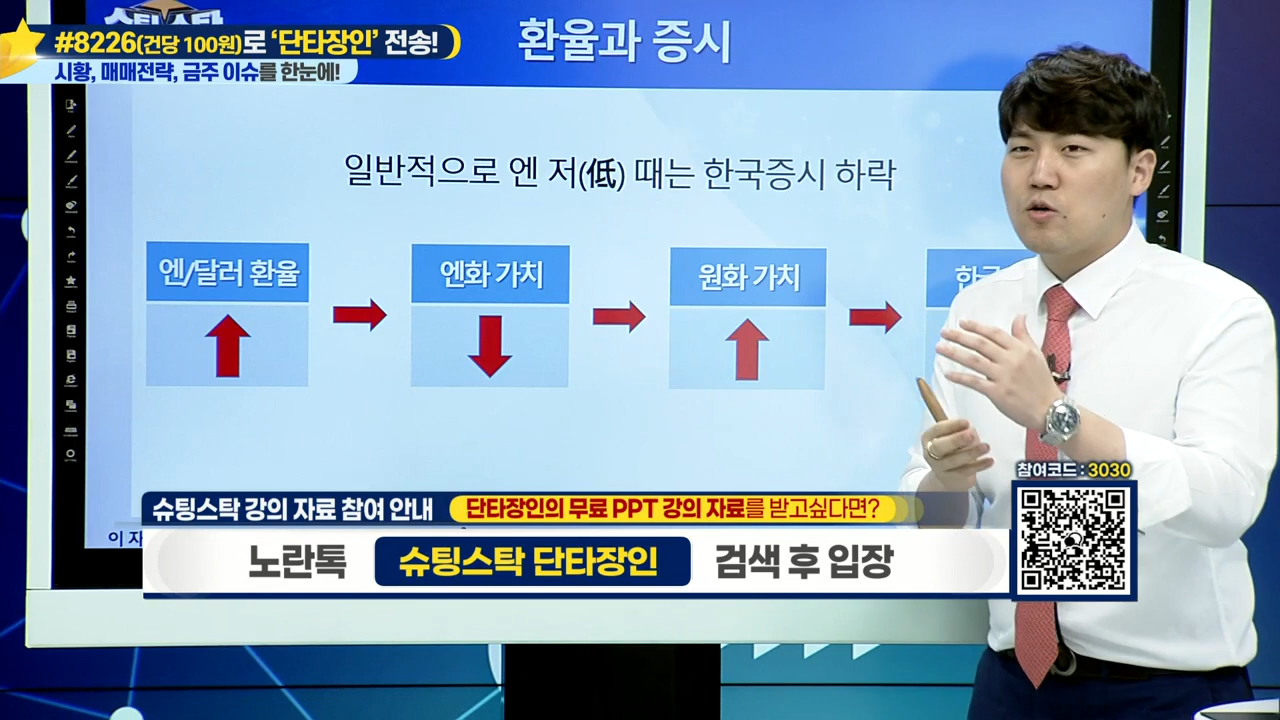 #8226(건당 100원)로 ‘단타장인’ 전송!
시황, 매매전략, 금주 이슈를 한눈에!
환율과 증시
일반적으로 엔 저(低) 때는 한국증시 하락
엔/달러 환율
엔화 가치
원화 가치
참여코드 : 3030
슈팅스탁 강의 자료 참여 안내
단타장인의 무료 PPT 강의 자료를 받고싶다면?
이 자
노란톡
슈팅스탁 단타장인
검색 후 입장